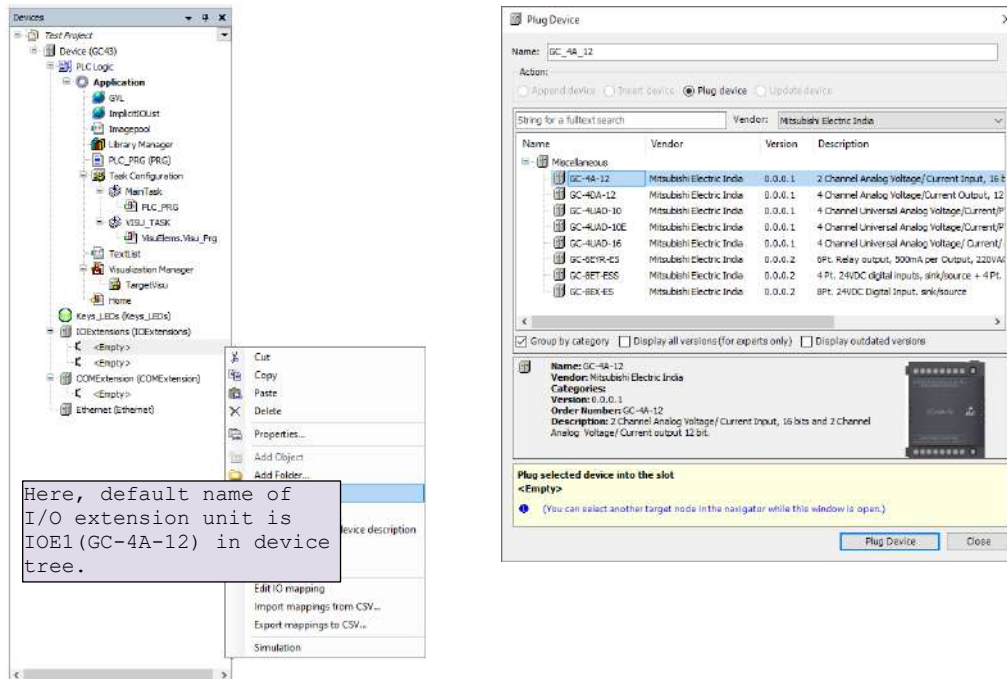 Devices
Test Project
Device (GC43)
PLC Logic
Application
GVL
ImplicitIOList
Imagepool
Library Manager
PLC_PRG (PRG)
Task Configuration
MainTask
PLC_PRG
VISU_TASK
VisuElems.Visu_Prg
TextList
Visualization Manager
TargetVisu
Home
Keys_LEDs (Keys_LEDs)
IOExtensions (IOExtensions)
<Empty>
<Empty>
COMExtension (COMExtension)
<Empty>
Ethernet (Ethernet)
Cut
Copy
Paste
Delete
Properties...
Add Object
Add Folder...
device description
Edit IO mapping
Import mappings from CSV...
Export mappings to CSV...
Simulation
Here, default name of
I/O extension unit is
IOE1(GC-4A-12) in device
tree.
Plug Device
Name: GC_4A_12
Action:
Append device Insert device Plug device Update device
String for a fulltext search Vendor: Mitsubishi Electric India
Name Vendor Version Description
Miscellaneous
GC-4A-12 Mitsubishi Electric India 0.0.0.1 2 Channel Analog Voltage/Current Input, 16 b
GC-4DA-12 Mitsubishi Electric India 0.0.0.1 4 Channel Analog Voltage/Current Output, 12
GC-4UAD-10 Mitsubishi Electric India 0.0.0.1 4 Channel Universal Analog Voltage/Current/P
GC-4UAD-10E Mitsubishi Electric India 0.0.0.1 4 Channel Universal Analog Voltage/Current/P
GC-4UAD-16 Mitsubishi Electric India 0.0.0.1 4 Channel Universal Analog Voltage/ Current/
GC-6EYR-ES Mitsubishi Electric India 0.0.0.2 6Pt. Relay output, 500mA per Output, 220VA
GC-8ET-ESS Mitsubishi Electric India 0.0.0.2 4 Pt. 24VDC digital inputs, sink/source + 4 Pt.
GC-8EX-ES Mitsubishi Electric India 0.0.0.2 8Pt. 24VDC Digital Input. sink/source
Group by category Display all versions (for experts only) Display outdated versions
Name: GC-4A-12
Vendor: Mitsubishi Electric India
Categories:
Version: 0.0.0.1
Order Number: GC-4A-12
Description: 2 Channel Analog Voltage/ Current Input, 16 bits and 2 Channel
Analog Voltage/ Current output 12 bit.
Plug selected device into the slot
<Empty>
(You can select another target node in the navigator while this window is open.)
Plug Device Close